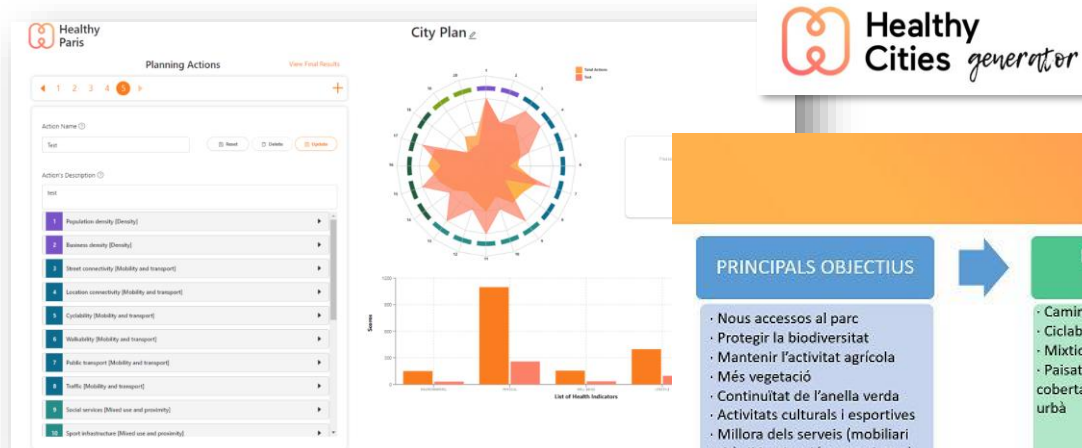 Healthy
Paris
City Plan
Planning Actions
View Final Results
1 2 3 4 5
Action Name
Test
Reset
Delete
Update
Action's Description
test
1 Population density [Density]
2 Business density [Density]
3 Street connectivity [Mobility and transport]
4 Location connectivity [Mobility and transport]
5 Cyclability [Mobility and transport]
6 Walkability [Mobility and transport]
7 Public transport [Mobility and transport]
8 Traffic [Mobility and transport]
9 Social services [Mixed use and proximity]
10 Sport infrastructure [Mixed use and proximity]
Total Actions
Test
Scores
List of Health Indicators
Healthy
Cities generator
PRINCIPALS OBJECTIUS
· Nous accessos al parc
· Protegir la biodiversitat
· Mantenir l'activitat agrícola
· Més vegetació
· Continuïtat de l'anella verda
· Activitats culturals i esportives
· Millora dels serveis (mobiliari
· Camin
· Ciclab
· Mixtic
· Paisat
coberta
urbà